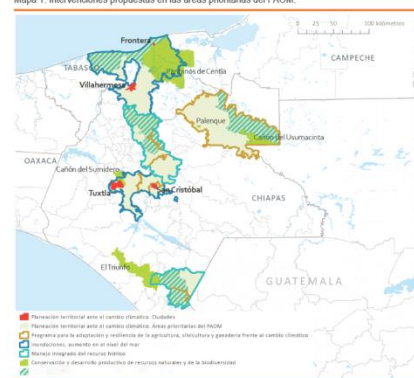 Mapa 1. Intervenciones propuestas en las áreas prioritarias del PAOM.
0 25 50 100 kilómetros
Frontera
CAMPECHE
TABASCO
Pantanos de Centla
Villahermosa
Palenque
Cañón del Usumacinta
OAXACA
Cañón del Sumidero
Tuxtla
San Cristóbal
CHIAPAS
El Triunfo
GUATEMALA
Planeación territorial ante el cambio climático. Ciudades
Planeación territorial ante el cambio climático. Áreas prioritarias del PAOM
Programa para la adaptación y resiliencia de la agricultura, silvicultura y ganadería frente al cambio climático
Inundaciones, aumento en el nivel del mar
Manejo integrado del recurso hídrico
Conservación y desarrollo productivo de recursos naturales y de la biodiversidad